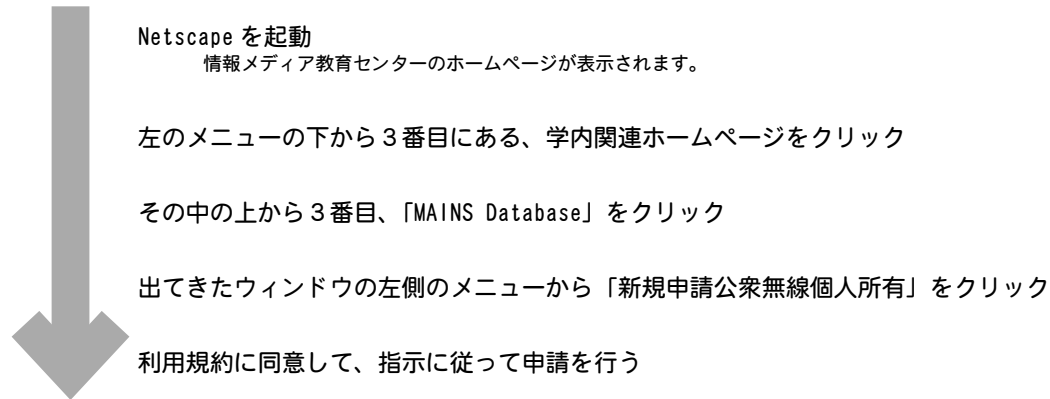 Netscape を起動
情報メディア教育センターのホームページが表示されます。
左のメニューの下から３番目にある、学内関連ホームページをクリック
その中の上から３番目、「MAINS Database」をクリック
出てきたウィンドウの左側のメニューから「新規申請公衆無線個人所有」をクリック
利用規約に同意して、指示に従って申請を行う